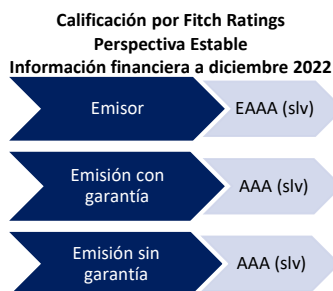 Calificación por Fitch Ratings
Perspectiva Estable
Información financiera a diciembre 2022
Emisor
EAAA (slv)
Emisión con
garantía
AAA (slv)
Emisión sin
garantía
AAA (slv)